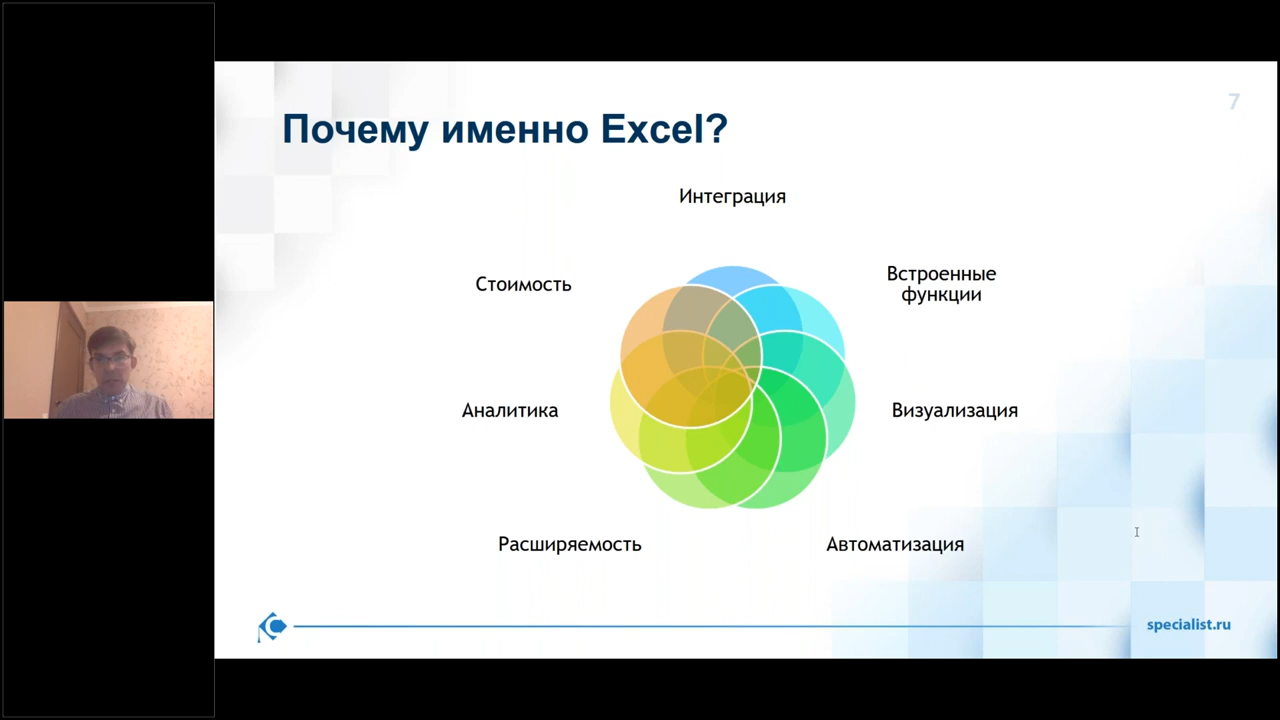 7
Почему именно Excel?
Интеграция
Стоимость
Встроенные
функции
Аналитика
Визуализация
Расширяемость
Автоматизация
specialist.ru